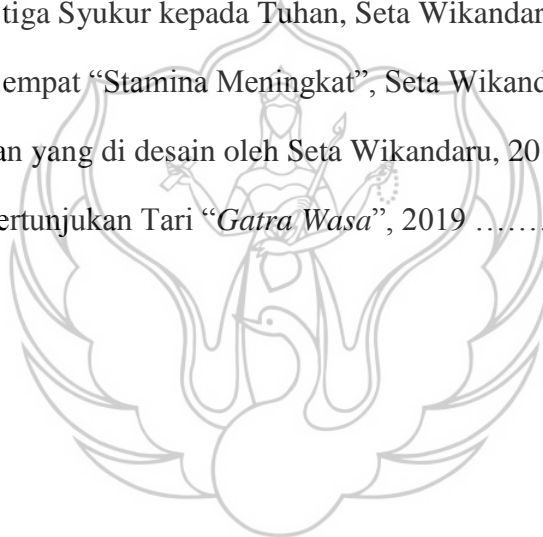 tiga Syukur kepada Tuhan, Seta Wikandar
empat “Stamina Meningkat”, Seta Wikand
an yang di desain oleh Seta Wikandaru, 20
ertunjukan Tari “Gatra Wasa”, 2019 …….